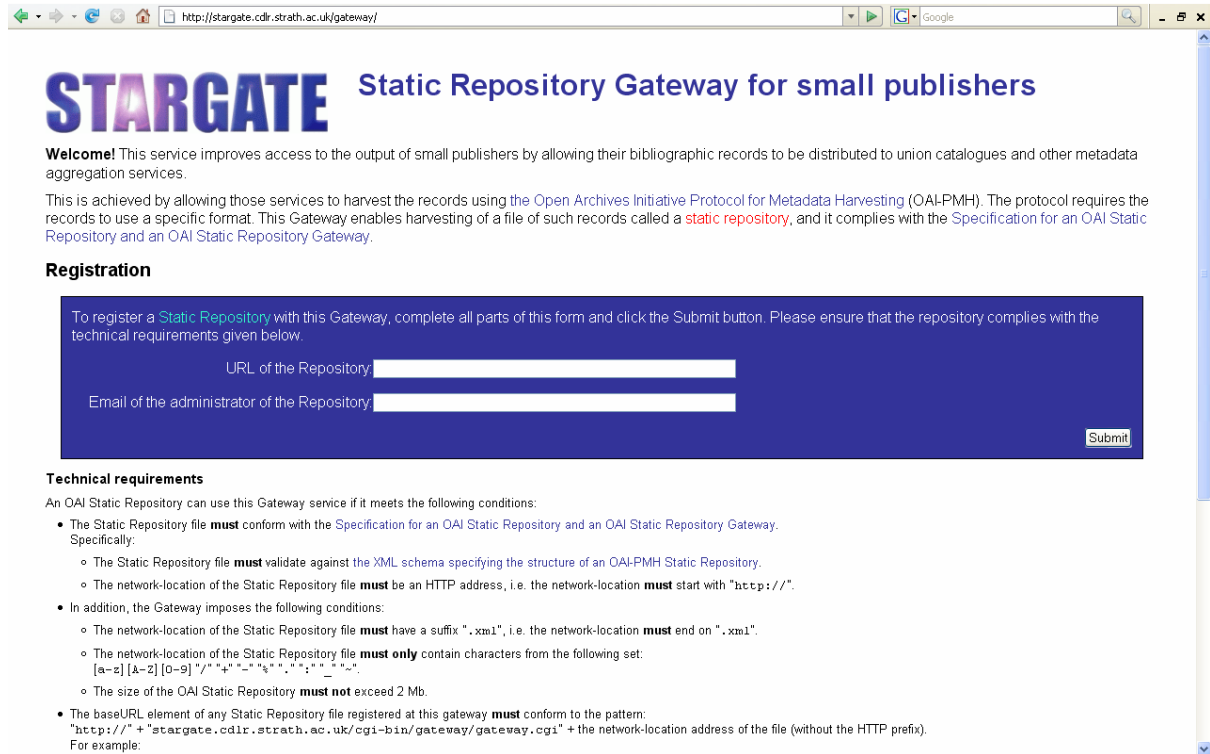 http://stargate.cdlr.strath.ac.uk/gateway/
G Google
STARGATE
Static Repository Gateway for small publishers
Welcome! This service improves access to the output of small publishers by allowing their bibliographic records to be distributed to union catalogues and other metadata
aggregation services.
This is achieved by allowing those services to harvest the records using the Open Archives Initiative Protocol for Metadata Harvesting (OAI-PMH). The protocol requires the
records to use a specific format. This Gateway enables harvesting of a file of such records called a static repository, and it complies with the Specification for an OAI Static
Repository and an OAI Static Repository Gateway.
Registration
To register a Static Repository with this Gateway, complete all parts of this form and click the Submit button. Please ensure that the repository complies with the
technical requirements given below.
URL of the Repository:
Email of the administrator of the Repository:
Submit
Technical requirements
An OAI Static Repository can use this Gateway service if it meets the following conditions:
• The Static Repository file must conform with the Specification for an OAI Static Repository and an OAI Static Repository Gateway.
Specifically:
○ The Static Repository file must validate against the XML schema specifying the structure of an OAI-PMH Static Repository.
○ The network-location of the Static Repository file must be an HTTP address, i.e. the network-location must start with "http://".
• In addition, the Gateway imposes the following conditions:
○ The network-location of the Static Repository file must have a suffix ".xml", i.e. the network-location must end on ".xml".
○ The network-location of the Static Repository file must only contain characters from the following set:
[a-z][A-Z][0-9]"/" "+" "-" "%" "." ":" "_" "~".
○ The size of the OAI Static Repository must not exceed 2 Mb.
• The baseURL element of any Static Repository file registered at this gateway must conform to the pattern:
"http://" + "stargate.cdlr.strath.ac.uk/cgi-bin/gateway/gateway.cgi" + the network-location address of the file (without the HTTP prefix).
For example: